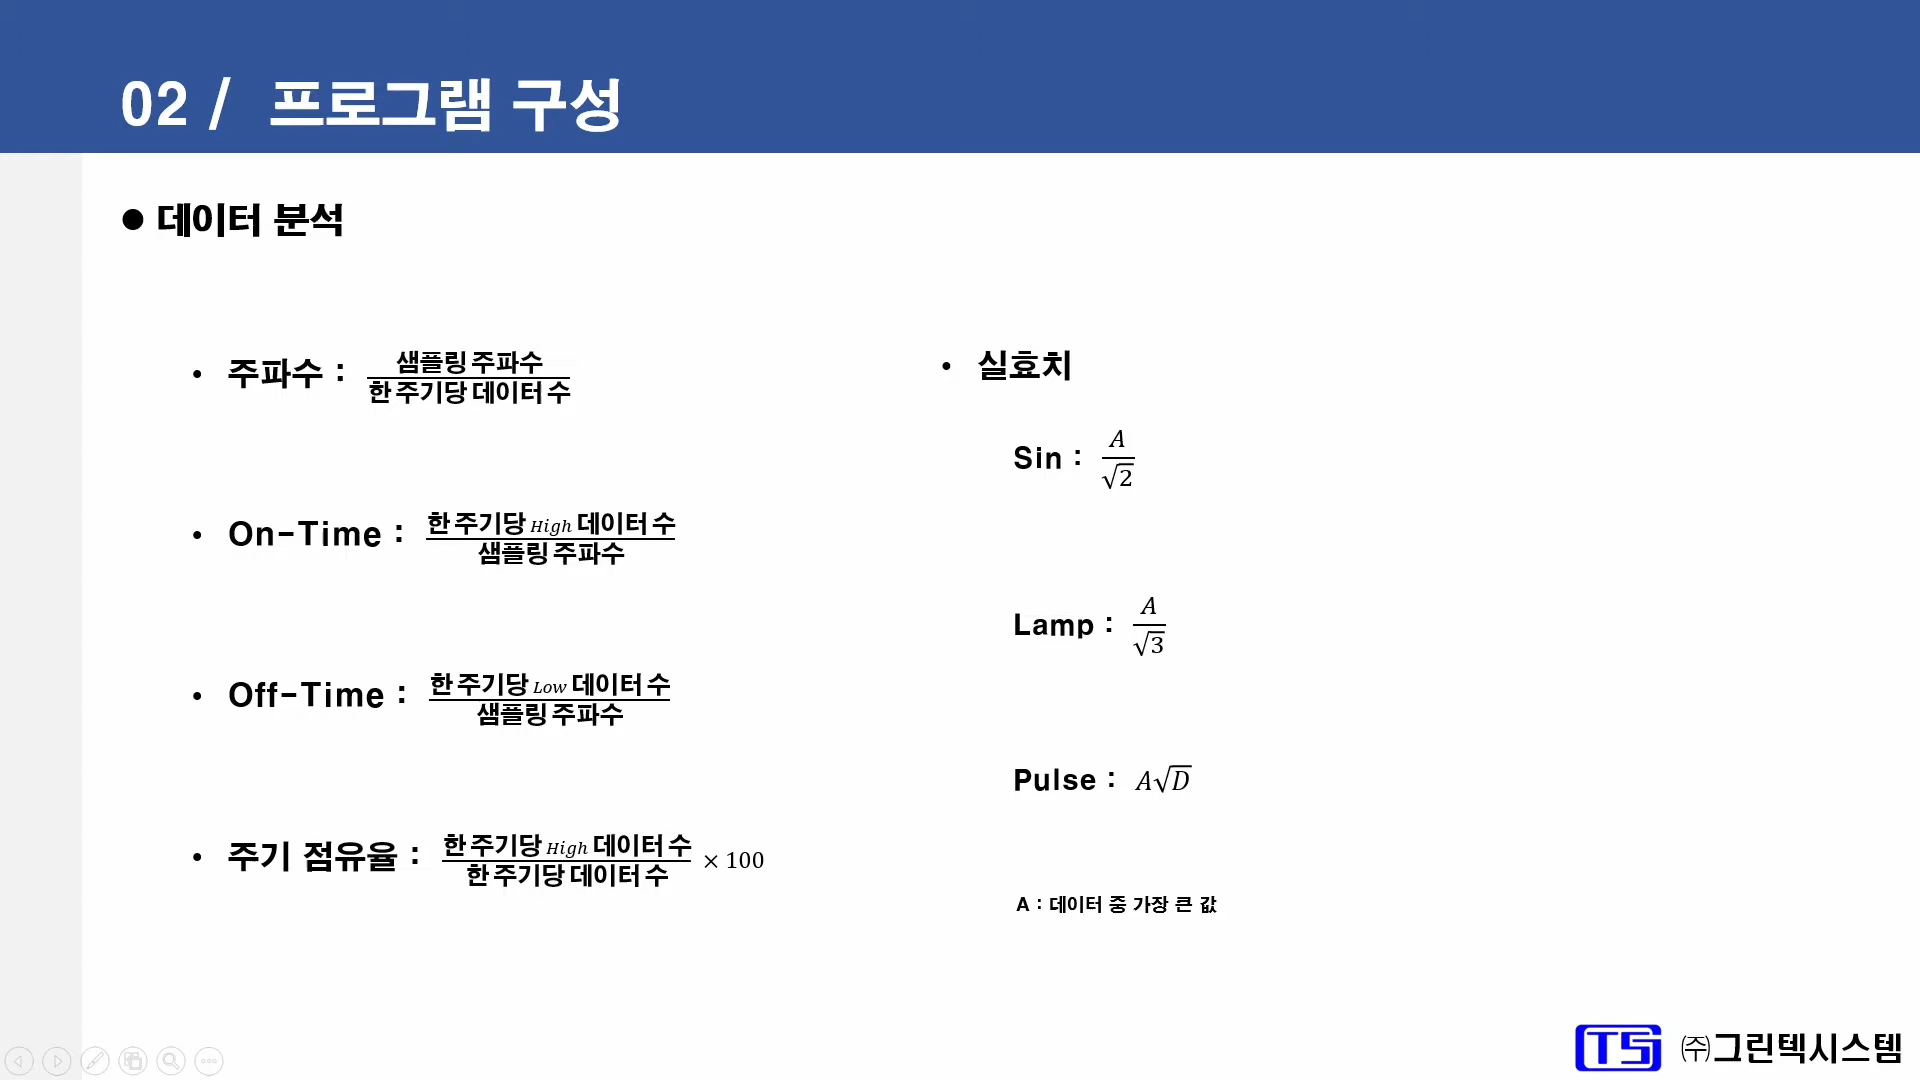 02 / 프로그램 구성
● 데이터 분석
• 주파수 : 샘플링 주파수 / 한 주기당 데이터 수
• On-Time : 한 주기당 High 데이터 수 / 샘플링 주파수
• Off-Time : 한 주기당 Low 데이터 수 / 샘플링 주파수
• 주기 점유율 : 한 주기당 High 데이터 수 / 한 주기당 데이터 수 × 100
• 실효치
Sin : A / √2
Lamp : A / √3
Pulse : A√D
A : 데이터 중 가장 큰 값
TS ㈜그린텍시스템